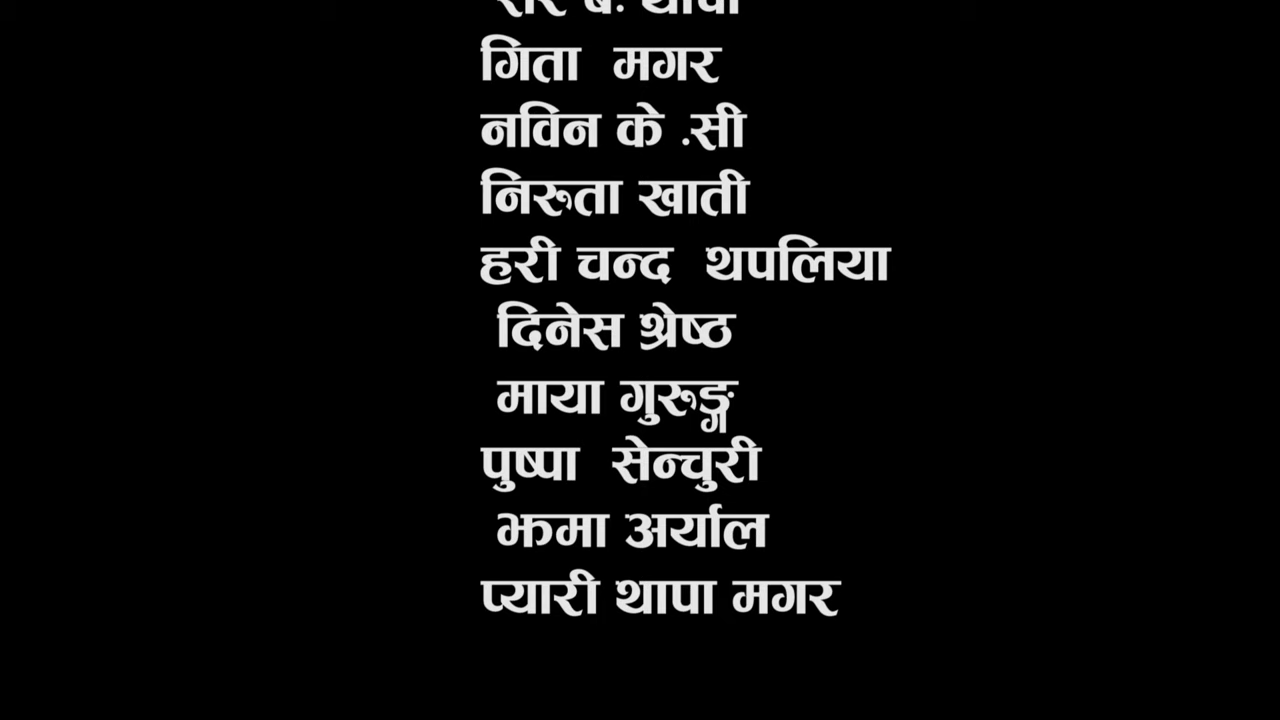 गिता मगर
नविन के .सी
निरुता खाती
हरी चन्द थपलिया
दिनेस श्रेष्ठ
माया गुरुङ्ग
पुष्पा सेन्चुरी
झमा अर्याल
प्यारी थापा मगर